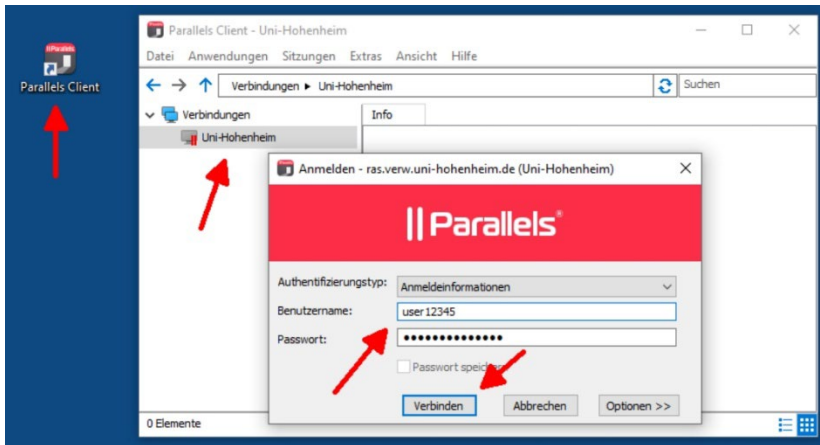 Parallels
Parallels Client
Parallels Client - Uni-Hohenheim
Datei Anwendungen Sitzungen Extras Ansicht Hilfe
Verbindungen ▸ Uni-Hohenheim
Suchen
Verbindungen
Info
Uni-Hohenheim
Anmelden - ras.verw.uni-hohenheim.de (Uni-Hohenheim)
Parallels®
Authentifizierungstyp: Anmeldeinformationen
Benutzername: user12345
Passwort: ••••••••••••••
Passwort speichern
Verbinden Abbrechen Optionen >>
0 Elemente